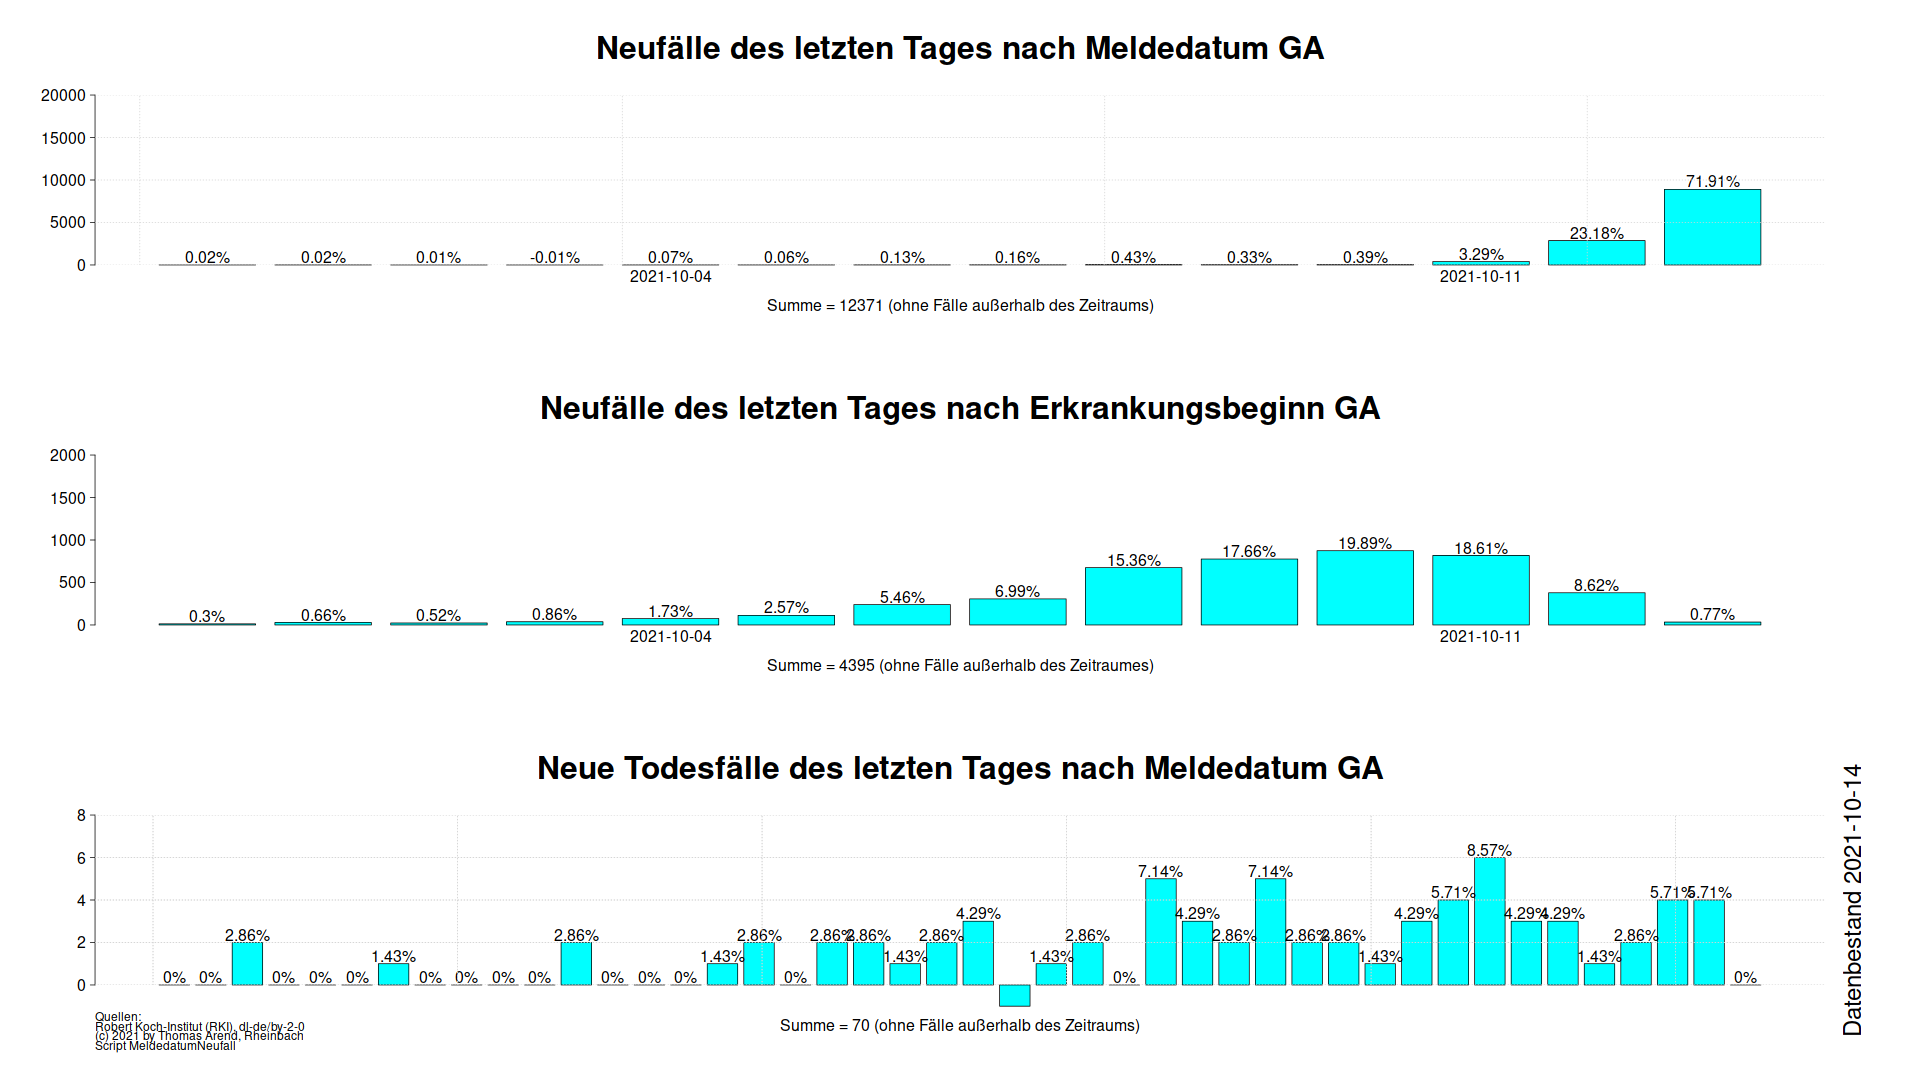 Neufälle des letzten Tages nach Meldedatum GA
20000
15000
10000
5000
0
0.02% 0.02% 0.01% -0.01% 0.07% 0.06% 0.13% 0.16% 0.43% 0.33% 0.39% 3.29% 23.18% 71.91%
2021-10-04 2021-10-11
Summe = 12371 (ohne Fälle außerhalb des Zeitraums)
Neufälle des letzten Tages nach Erkrankungsbeginn GA
2000
1500
1000
500
0
0.3% 0.66% 0.52% 0.86% 1.73% 2.57% 5.46% 6.99% 15.36% 17.66% 19.89% 18.61% 8.62% 0.77%
2021-10-04 2021-10-11
Summe = 4395 (ohne Fälle außerhalb des Zeitraumes)
Neue Todesfälle des letzten Tages nach Meldedatum GA
8
6
4
2
0
0% 0% 2.86% 0% 0% 0% 1.43% 0% 0% 0% 0% 2.86% 0% 0% 0% 1.43% 2.86% 0% 2.86% 2.86% 1.43% 2.86% 4.29% 1.43% 2.86% 0% 7.14% 4.29% 2.86% 7.14% 2.86% 2.86% 1.43% 4.29% 5.71% 8.57% 4.29% 4.29% 1.43% 2.86% 5.71% 5.71% 0%
Summe = 70 (ohne Fälle außerhalb des Zeitraums)
Quellen:
Robert Koch-Institut (RKI), dl-de/by-2-0
(c) 2021 by Thomas Arend, Rheinbach
Script MeldedatumNeufall
Datenbestand 2021-10-14